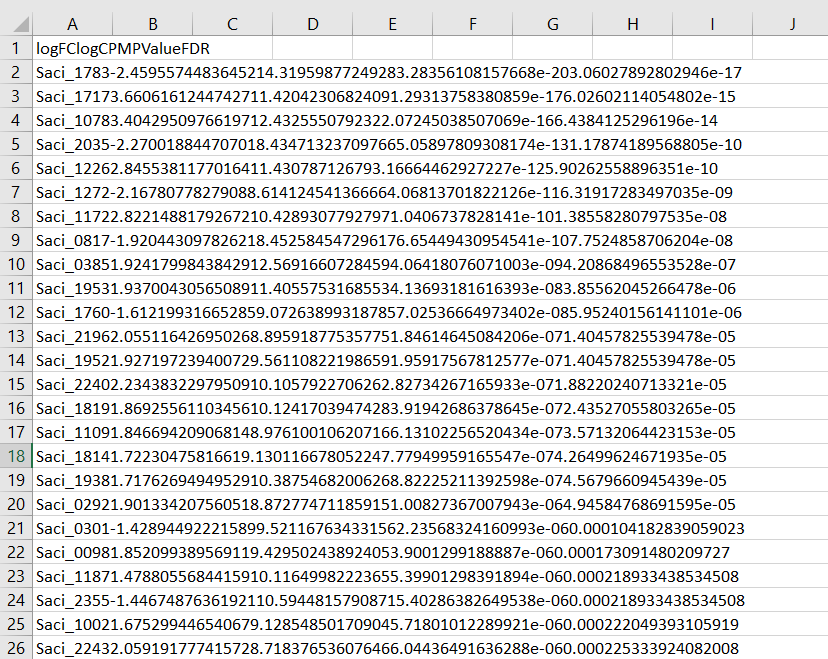 A B C D E F G H I J
1 logFClogCPMPValueFDR
2 Saci_1783-2.4595574483645214.31959877249283.28356108157668e-203.06027892802946e-17
3 Saci_17173.6606161244742711.42042306824091.29313758380859e-176.02602114054802e-15
4 Saci_10783.4042950976619712.4325550792322.07245038507069e-166.4384125296196e-14
5 Saci_2035-2.270018844707018.434713237097665.05897809308174e-131.17874189568805e-10
6 Saci_12262.8455381177016411.430787126793.16664462927227e-125.90262558896351e-10
7 Saci_1272-2.16780778279088.614124541366664.06813701822126e-116.31917283497035e-09
8 Saci_11722.8221488179267210.42893077927971.0406737828141e-101.38558280797535e-08
9 Saci_0817-1.920443097826218.452584547296176.65449430954541e-107.7524858706204e-08
10 Saci_03851.9241799843842912.56916607284594.06418076071003e-094.20868496553528e-07
11 Saci_19531.9370043056508911.40557531685534.13693181616393e-083.85562045266478e-06
12 Saci_1760-1.612199316652859.072638993187857.02536664973402e-085.95240156141101e-06
13 Saci_21962.055116426950268.895918775357751.84614645084206e-071.40457825539478e-05
14 Saci_19521.927197239400729.561108221986591.95917567812577e-071.40457825539478e-05
15 Saci_22402.2343832297950910.1057922706262.82734267165933e-071.88220240713321e-05
16 Saci_18191.8692556110345610.12417039474283.91942686378645e-072.43527055803265e-05
17 Saci_11091.846694209068148.976100106207166.13102256520434e-073.57132064423153e-05
18 Saci_18141.72230475816619.130116678052247.77949959165547e-074.26499624671935e-05
19 Saci_19381.7176269494952910.38754682006268.82225211392598e-074.5679660945439e-05
20 Saci_02921.901334207560518.872774711859151.00827367007943e-064.94584768691595e-05
21 Saci_0301-1.428944922215899.521167634331562.23568324160993e-060.000104182839059023
22 Saci_00981.852099389569119.429502438924053.9001299188887e-060.000173091480209727
23 Saci_11871.4788055684415910.11649982223655.39901298391894e-060.000218933438534508
24 Saci_2355-1.4467487636192110.59448157908715.40286382649538e-060.000218933438534508
25 Saci_10021.675299446540679.128548501709045.71801012289921e-060.000222049393105919
26 Saci_22432.059191777415728.718376536076466.04436491636288e-060.000225333924082008